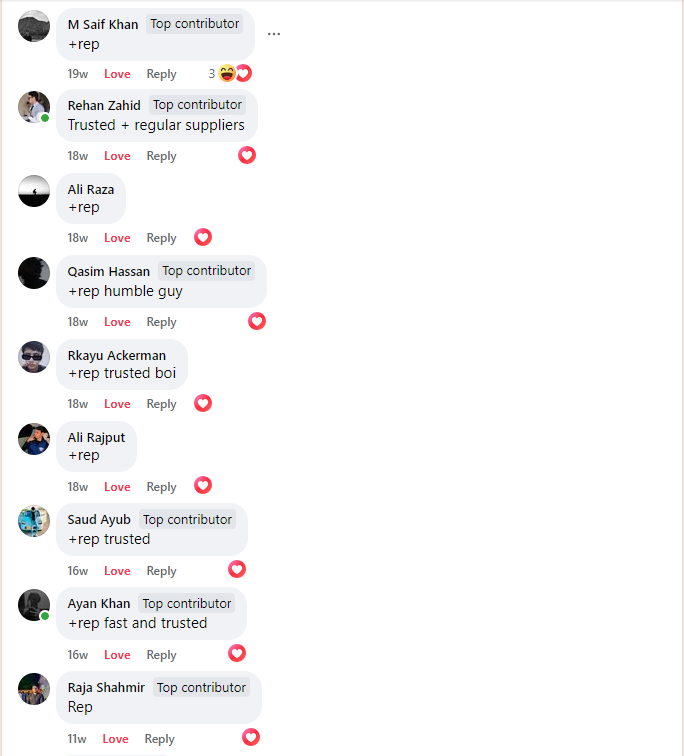 M Saif Khan Top contributor
+rep
19w Love Reply 3
Rehan Zahid Top contributor
Trusted + regular suppliers
18w Love Reply
Ali Raza
+rep
18w Love Reply
Qasim Hassan Top contributor
+rep humble guy
18w Love Reply
Rkayu Ackerman
+rep trusted boi
18w Love Reply
Ali Rajput
+rep
18w Love Reply
Saud Ayub Top contributor
+rep trusted
16w Love Reply
Ayan Khan Top contributor
+rep fast and trusted
16w Love Reply
Raja Shahmir Top contributor
Rep
11w Love Reply